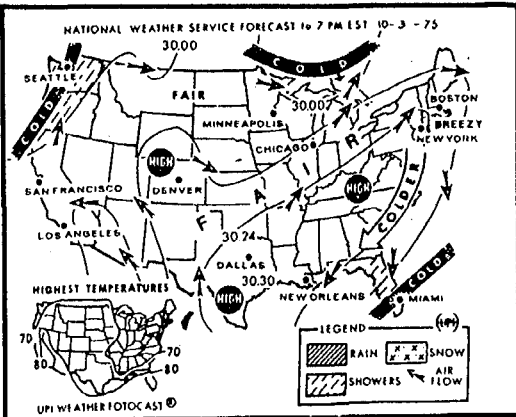 NATIONAL WEATHER SERVICE FORECAST to 7 PM EST 10-3-75
30.00
COLD
SEATTLE
COLD
FAIR
30.00
MINNEAPOLIS
BOSTON
BREEZY
NEW YORK
CHICAGO
HIGH
DENVER
HIGH
FAIR
SAN FRANCISCO
COLDER
LOS ANGELES
30.24
DALLAS
COLD
HIGHEST TEMPERATURES
30.30
HIGH
NEW ORLEANS
MIAMI
70
80
70
80
LEGEND
UPI
RAIN
SNOW
SHOWERS
AIR
FLOW
UPI WEATHER FOTOCAST ®